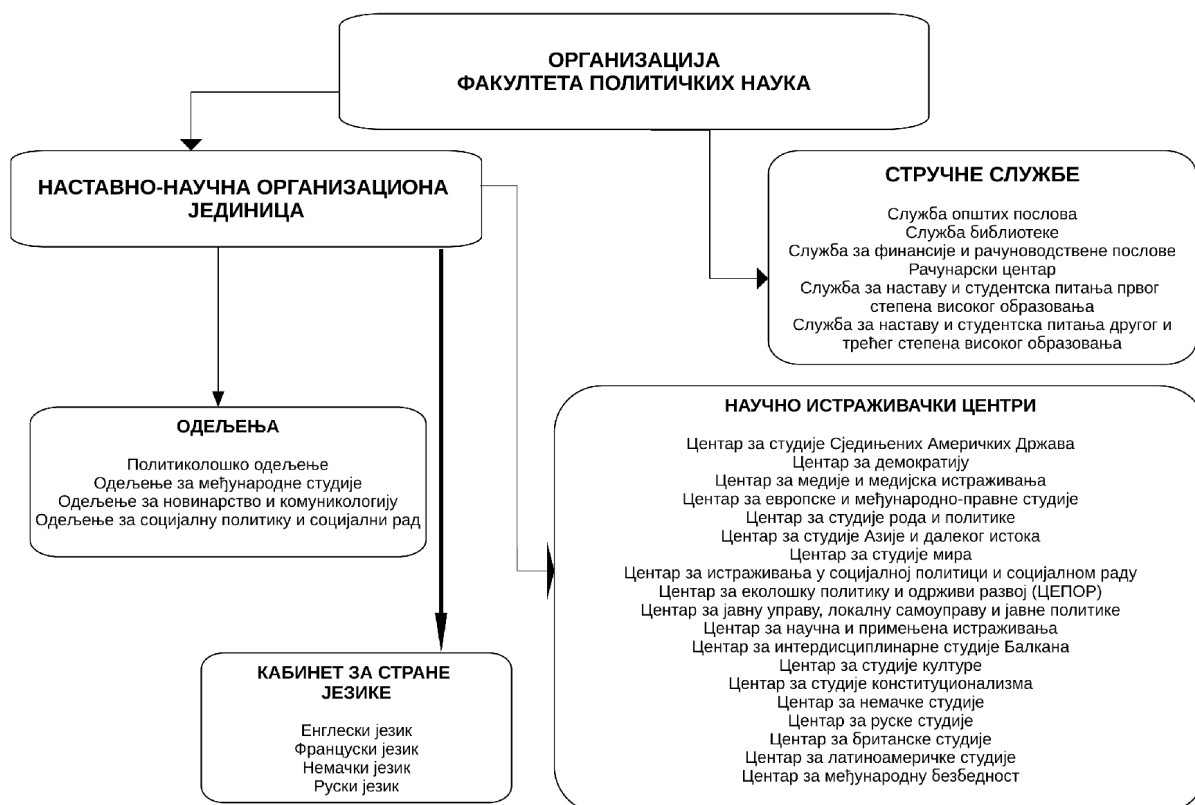 ОРГАНИЗАЦИЈА
ФАКУЛТЕТА ПОЛИТИЧКИХ НАУКА
НАСТАВНО-НАУЧНА ОРГАНИЗАЦИОНА
ЈЕДИНИЦА
СТРУЧНЕ СЛУЖБЕ
Служба општих послова
Служба библиотеке
Служба за финансије и рачуноводствене послове
Рачунарски центар
Служба за наставу и студентска питања првог
степена високог образовања
Служба за наставу и студентска питања другог и
трећег степена високог образовања
ОДЕЉЕЊА
Политиколошко одељење
Одељење за међународне студије
Одељење за новинарство и комуникологију
Одељење за социјалну политику и социјални рад
НАУЧНО ИСТРАЖИВАЧКИ ЦЕНТРИ
Центар за студије Сједињених Америчких Држава
Центар за демократију
Центар за медије и медијска истраживања
Центар за европске и међународно-правне студије
Центар за студије рода и политике
Центар за студије Азије и далеког истока
Центар за студије мира
Центар за истраживања у социјалној политици и социјалном раду
Центар за еколошку политику и одрживи развој (ЦЕПОР)
Центар за јавну управу, локалну самоуправу и јавне политике
Центар за научна и примењена истраживања
Центар за интердисциплинарне студије Балкана
Центар за студије културе
Центар за студије конституционализма
Центар за немачке студије
Центар за руске студије
Центар за британске студије
Центар за латиноамеричке студије
Центар за међународну безбедност
КАБИНЕТ ЗА СТРАНЕ
ЈЕЗИКЕ
Енглески језик
Француски језик
Немачки језик
Руски језик